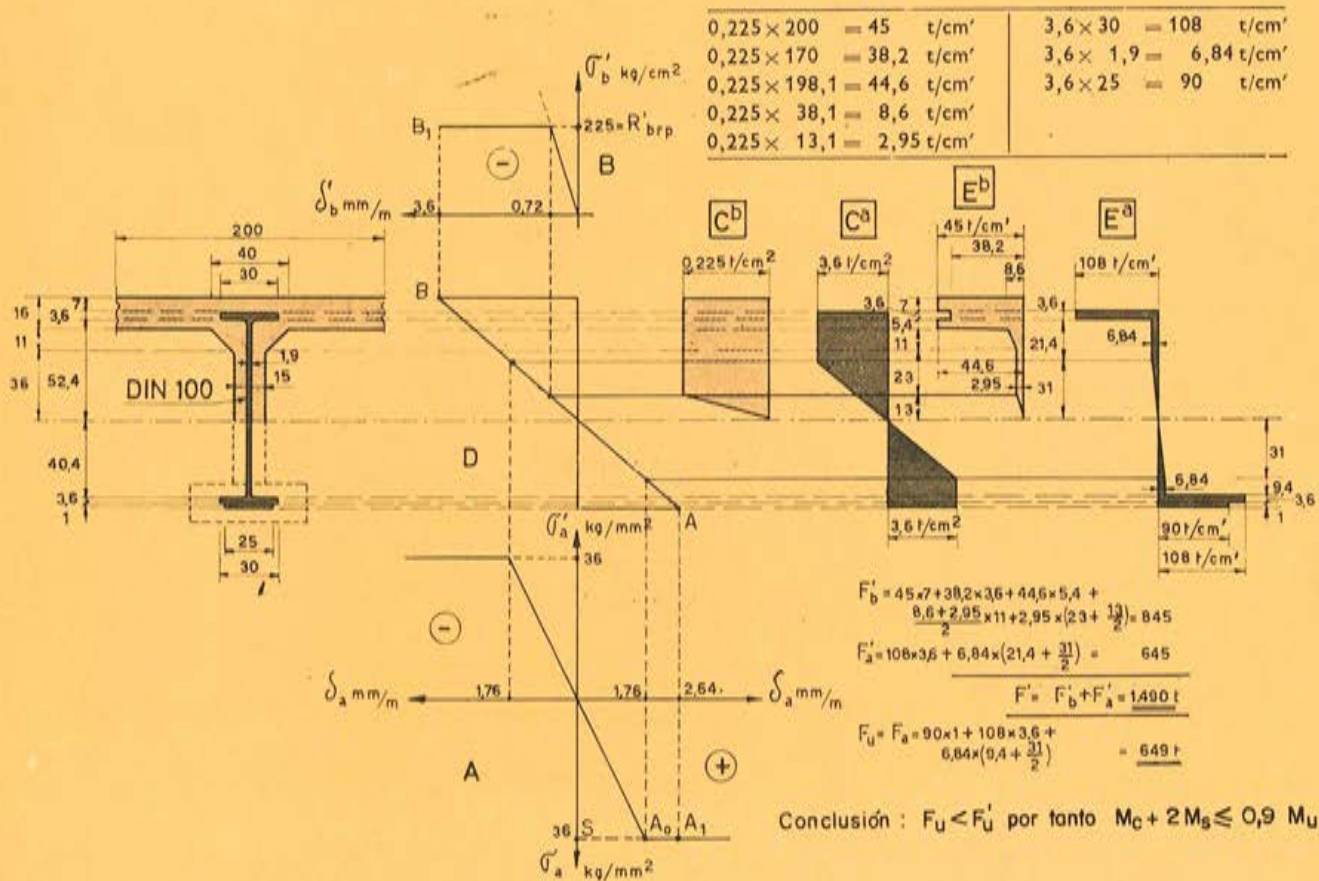 0,225 × 200 = 45 t/cm′
0,225 × 170 = 38,2 t/cm′
0,225 × 198,1 = 44,6 t/cm′
0,225 × 38,1 = 8,6 t/cm′
0,225 × 13,1 = 2,95 t/cm′
3,6 × 30 = 108 t/cm′
3,6 × 1,9 = 6,84 t/cm′
3,6 × 25 = 90 t/cm′
σ′b kg/cm2
B1
225 = R′brp
−
B
δ′b mm/m
3,6
0,72
200
40
30
16
7
3,6
11
36
52,4
1,9
15
DIN 100
40,4
3,6
1
25
30
B
D
A
Cb
0,225 t/cm2
Ca
3,6 t/cm2
3,6
7
5,4
11
23
13
3,6 t/cm2
Eb
45 t/cm′
38,2
8,6
44,6
2,95
3,6
21,4
31
Ea
108 t/cm′
6,84
6,84
31
9,4
3,6
1
90 t/cm′
108 t/cm′
σ′a kg/mm2
36
−
δa mm/m
1,76
1,76
2,64
δa mm/m
A
+
36
S
A0
A1
σa kg/mm2
F′b = 45×7+38,2×3,6+44,6×5,4 +
8,6+2,95/2 ×11+2,95×(23+ 13/2) = 845
F′a = 108×3,6 + 6,84×(21,4 + 31/2) = 645
F′ = F′b + F′a = 1.490 t
Fu = Fa = 90×1 + 108×3,6 +
6,84×(9,4 + 31/2) = 649 t
Conclusión : Fu < F′u por tanto Mc + 2 Ms ≤ 0,9 Mu